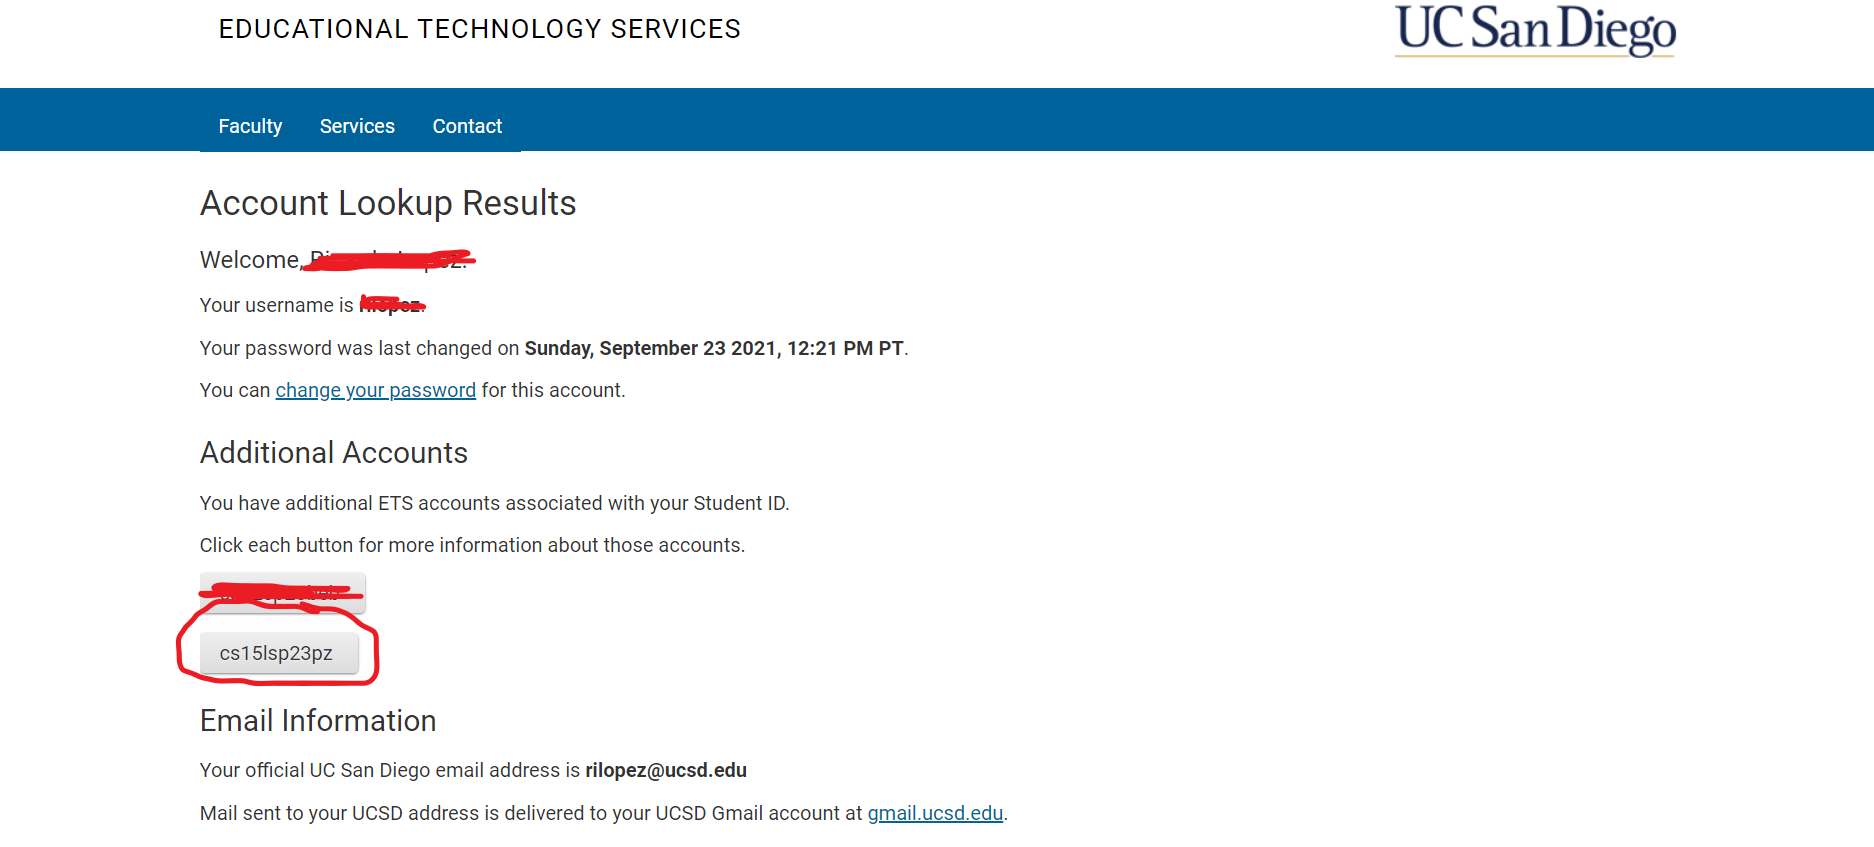 EDUCATIONAL TECHNOLOGY SERVICES
UC San Diego
Faculty Services Contact
Account Lookup Results
Welcome,
Your username is
Your password was last changed on Sunday, September 23 2021, 12:21 PM PT.
You can change your password for this account.
Additional Accounts
You have additional ETS accounts associated with your Student ID.
Click each button for more information about those accounts.
cs15lsp23pz
Email Information
Your official UC San Diego email address is rilopez@ucsd.edu
Mail sent to your UCSD address is delivered to your UCSD Gmail account at gmail.ucsd.edu.